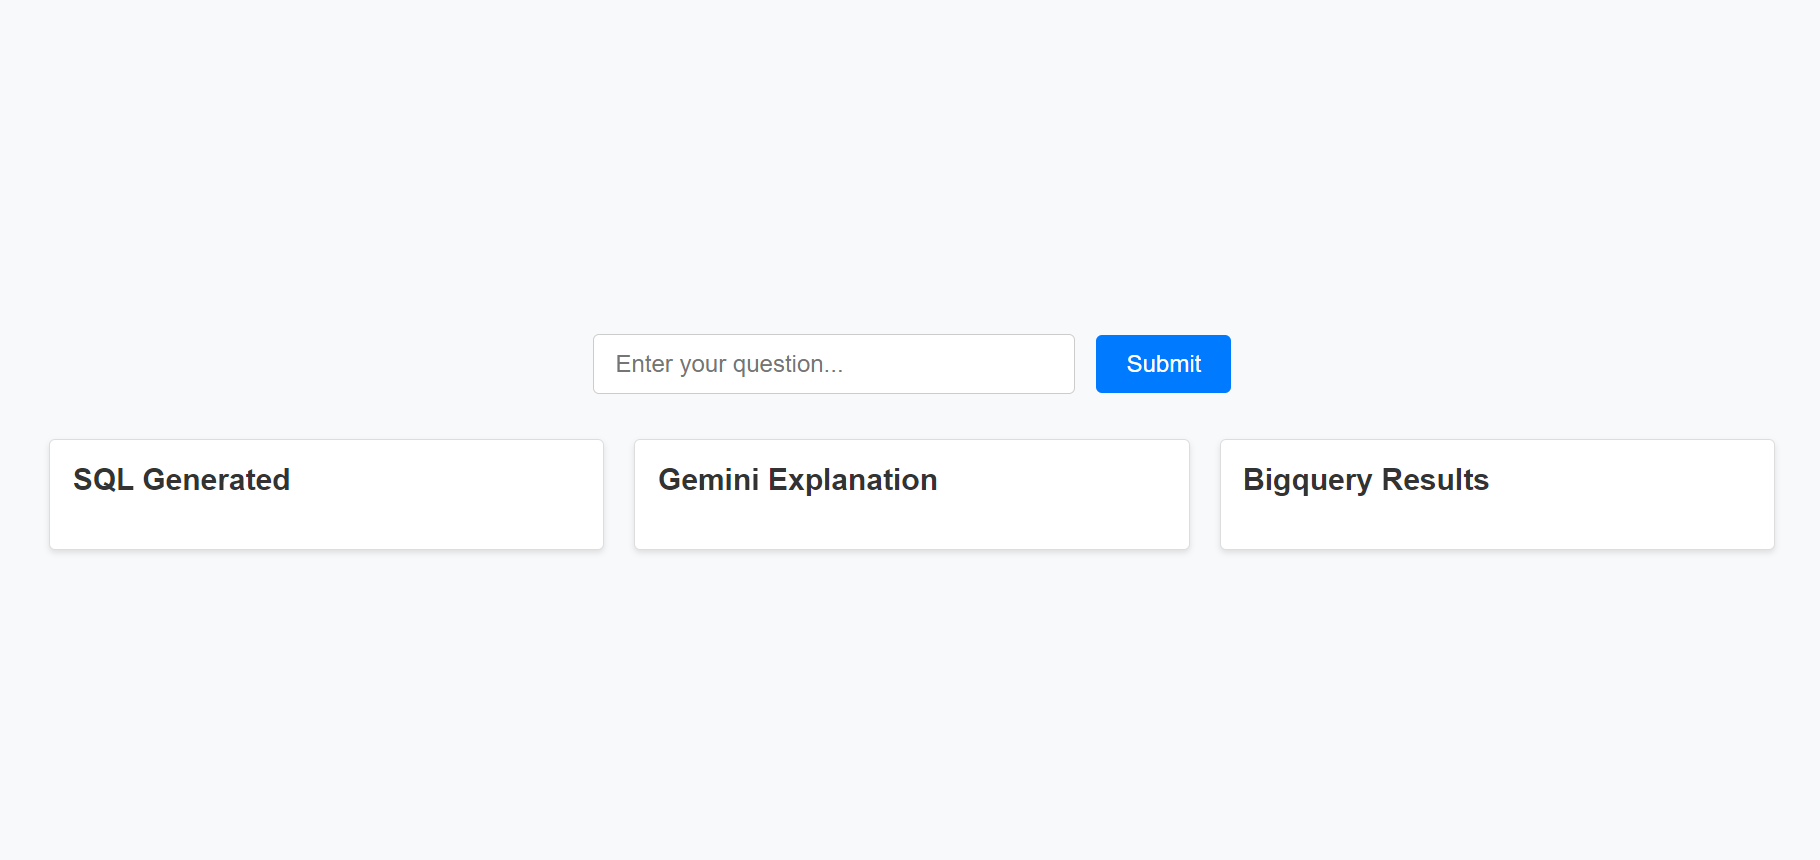 Enter your question...
Submit
SQL Generated
Gemini Explanation
Bigquery Results